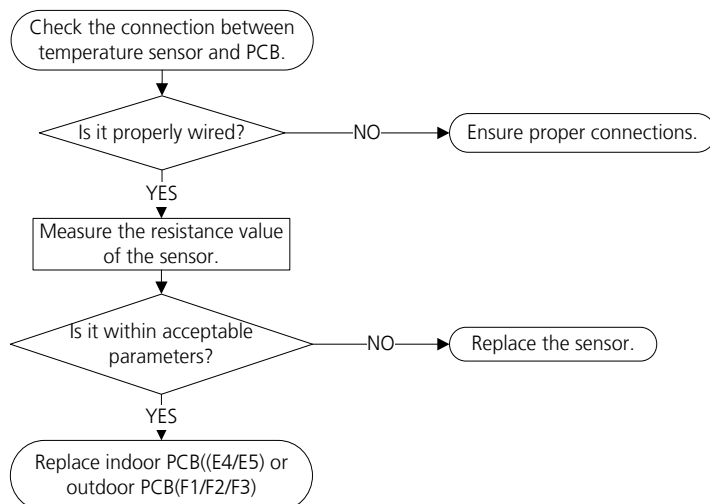 Check the connection between
temperature sensor and PCB.
Is it properly wired?
NO
Ensure proper connections.
YES
Measure the resistance value
of the sensor.
Is it within acceptable
parameters?
NO
Replace the sensor.
YES
Replace indoor PCB((E4/E5) or
outdoor PCB(F1/F2/F3)